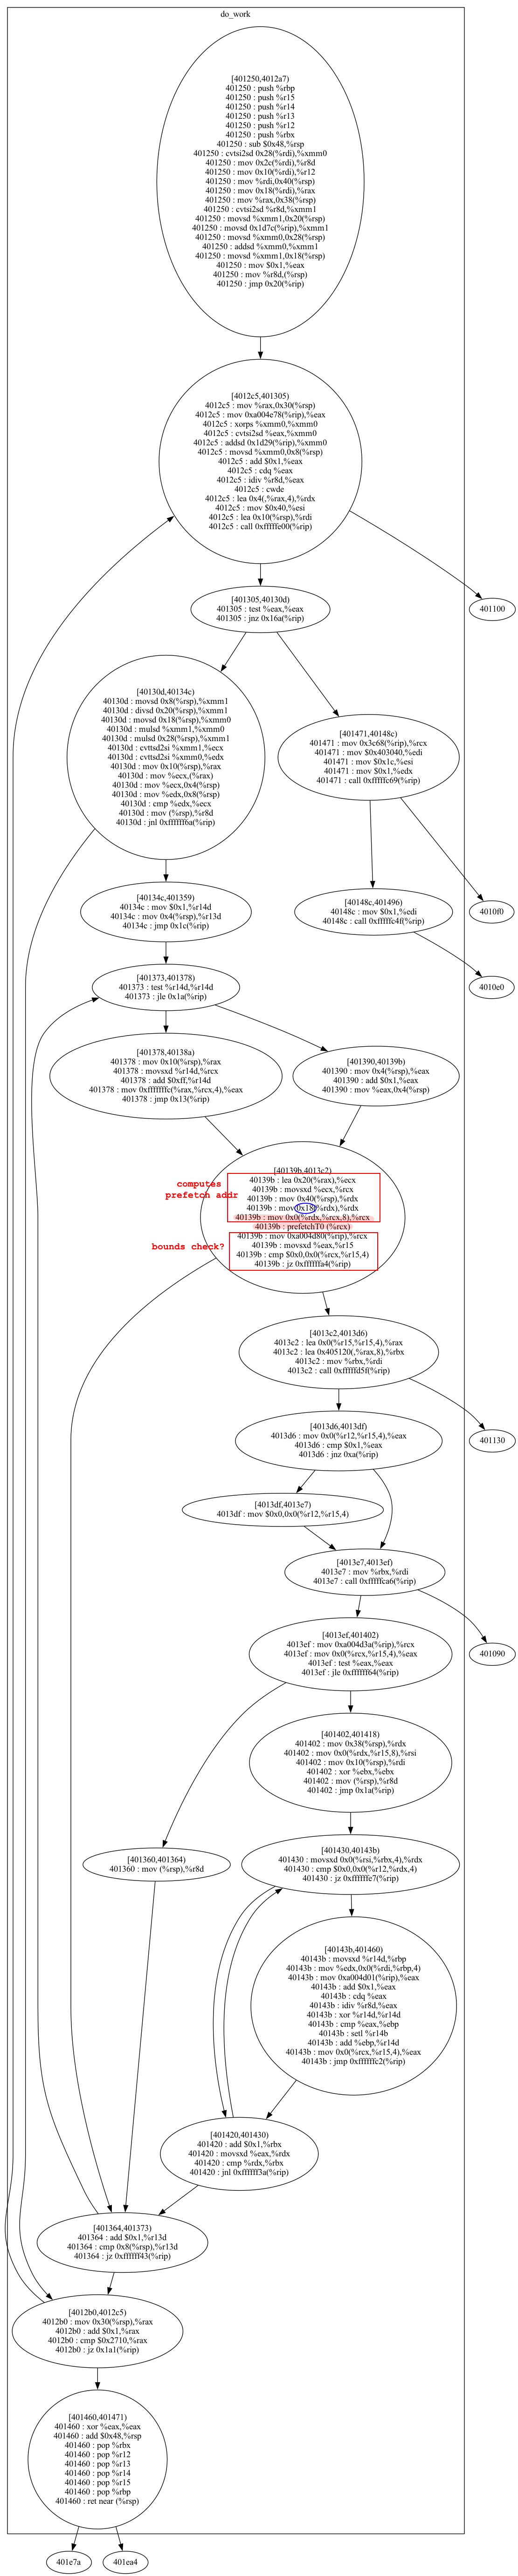 do_work
[401250,4012a7)
401250 : push %rbp
401250 : push %r15
401250 : push %r14
401250 : push %r13
401250 : push %r12
401250 : push %rbx
401250 : sub $0x48,%rsp
401250 : cvtsi2sd 0x28(%rdi),%xmm0
401250 : mov 0x2c(%rdi),%r8d
401250 : mov 0x10(%rdi),%r12
401250 : mov %rdi,0x40(%rsp)
401250 : mov 0x18(%rdi),%rax
401250 : mov %rax,0x38(%rsp)
401250 : cvtsi2sd %r8d,%xmm1
401250 : movsd %xmm1,0x20(%rsp)
401250 : movsd 0x1d7c(%rip),%xmm1
401250 : movsd %xmm0,0x28(%rsp)
401250 : addsd %xmm0,%xmm1
401250 : movsd %xmm1,0x18(%rsp)
401250 : mov $0x1,%eax
401250 : mov %r8d,(%rsp)
401250 : jmp 0x20(%rip)
[4012c5,401305)
4012c5 : mov %rax,0x30(%rsp)
4012c5 : mov 0xa004e78(%rip),%eax
4012c5 : xorps %xmm0,%xmm0
4012c5 : cvtsi2sd %eax,%xmm0
4012c5 : addsd 0x1d29(%rip),%xmm0
4012c5 : movsd %xmm0,0x8(%rsp)
4012c5 : add $0x1,%eax
4012c5 : cdq %eax
4012c5 : idiv %r8d,%eax
4012c5 : cwde
4012c5 : lea 0x4(,%rax,4),%rdx
4012c5 : mov $0x40,%esi
4012c5 : lea 0x10(%rsp),%rdi
4012c5 : call 0xfffffe00(%rip)
[401305,40130d)
401305 : test %eax,%eax
401305 : jnz 0x16a(%rip)
401100
[40130d,40134c)
40130d : movsd 0x8(%rsp),%xmm1
40130d : divsd 0x20(%rsp),%xmm1
40130d : movsd 0x18(%rsp),%xmm0
40130d : mulsd %xmm1,%xmm0
40130d : mulsd 0x28(%rsp),%xmm1
40130d : cvttsd2si %xmm1,%ecx
40130d : cvttsd2si %xmm0,%edx
40130d : mov 0x10(%rsp),%rax
40130d : mov %ecx,(%rax)
40130d : mov %ecx,0x4(%rsp)
40130d : mov %edx,0x8(%rsp)
40130d : cmp %edx,%ecx
40130d : mov (%rsp),%r8d
40130d : jnl 0xffffff6a(%rip)
[401471,40148c)
401471 : mov 0x3c68(%rip),%rcx
401471 : mov $0x403040,%edi
401471 : mov $0x1c,%esi
401471 : mov $0x1,%edx
401471 : call 0xfffffc69(%rip)
[40134c,401359)
40134c : mov $0x1,%r14d
40134c : mov 0x4(%rsp),%r13d
40134c : jmp 0x1c(%rip)
[40148c,401496)
40148c : mov $0x1,%edi
40148c : call 0xfffffc4f(%rip)
4010f0
[401373,401378)
401373 : test %r14d,%r14d
401373 : jle 0x1a(%rip)
4010e0
[401378,40138a)
401378 : mov 0x10(%rsp),%rax
401378 : movsxd %r14d,%rcx
401378 : add $0xff,%r14d
401378 : mov 0xfffffffc(%rax,%rcx,4),%eax
401378 : jmp 0x13(%rip)
[401390,40139b)
401390 : mov 0x4(%rsp),%eax
401390 : add $0x1,%eax
401390 : mov %eax,0x4(%rsp)
computes
prefetch addr
bounds check?
[40139b,4013c2)
40139b : lea 0x20(%rax),%ecx
40139b : movsxd %ecx,%rcx
40139b : mov 0x40(%rsp),%rdx
40139b : mov 0x18(%rdx),%rdx
40139b : mov 0x0(%rdx,%rcx,8),%rcx
40139b : prefetchT0 (%rcx)
40139b : mov 0xa004d80(%rip),%rcx
40139b : movsxd %eax,%r15
40139b : cmp $0x0,0x0(%rcx,%r15,4)
40139b : jz 0xffffffa4(%rip)
[4013c2,4013d6)
4013c2 : lea 0x0(%r15,%r15,4),%rax
4013c2 : lea 0x405120(,%rax,8),%rbx
4013c2 : mov %rbx,%rdi
4013c2 : call 0xfffffd5f(%rip)
[4013d6,4013df)
4013d6 : mov 0x0(%r12,%r15,4),%eax
4013d6 : cmp $0x1,%eax
4013d6 : jnz 0xa(%rip)
401130
[4013df,4013e7)
4013df : mov $0x0,0x0(%r12,%r15,4)
[4013e7,4013ef)
4013e7 : mov %rbx,%rdi
4013e7 : call 0xfffffca6(%rip)
[4013ef,401402)
4013ef : mov 0xa004d3a(%rip),%rcx
4013ef : mov 0x0(%rcx,%r15,4),%eax
4013ef : test %eax,%eax
4013ef : jle 0xffffff64(%rip)
401090
[401402,401418)
401402 : mov 0x38(%rsp),%rdx
401402 : mov 0x0(%rdx,%r15,8),%rsi
401402 : mov 0x10(%rsp),%rdi
401402 : xor %ebx,%ebx
401402 : mov (%rsp),%r8d
401402 : jmp 0x1a(%rip)
[401360,401364)
401360 : mov (%rsp),%r8d
[401430,40143b)
401430 : movsxd 0x0(%rsi,%rbx,4),%rdx
401430 : cmp $0x0,0x0(%r12,%rdx,4)
401430 : jz 0xffffffe7(%rip)
[40143b,401460)
40143b : movsxd %r14d,%rbp
40143b : mov %edx,0x0(%rdi,%rbp,4)
40143b : mov 0xa004d01(%rip),%eax
40143b : add $0x1,%eax
40143b : cdq %eax
40143b : idiv %r8d,%eax
40143b : xor %r14d,%r14d
40143b : cmp %eax,%ebp
40143b : setl %r14b
40143b : add %ebp,%r14d
40143b : mov 0x0(%rcx,%r15,4),%eax
40143b : jmp 0xffffffc2(%rip)
[401420,401430)
401420 : add $0x1,%rbx
401420 : movsxd %eax,%rdx
401420 : cmp %rdx,%rbx
401420 : jnl 0xffffff3a(%rip)
[401364,401373)
401364 : add $0x1,%r13d
401364 : cmp 0x8(%rsp),%r13d
401364 : jz 0xffffff43(%rip)
[4012b0,4012c5)
4012b0 : mov 0x30(%rsp),%rax
4012b0 : add $0x1,%rax
4012b0 : cmp $0x2710,%rax
4012b0 : jz 0x1a1(%rip)
[401460,401471)
401460 : xor %eax,%eax
401460 : add $0x48,%rsp
401460 : pop %rbx
401460 : pop %r12
401460 : pop %r13
401460 : pop %r14
401460 : pop %r15
401460 : pop %rbp
401460 : ret near (%rsp)
401e7a
401ea4